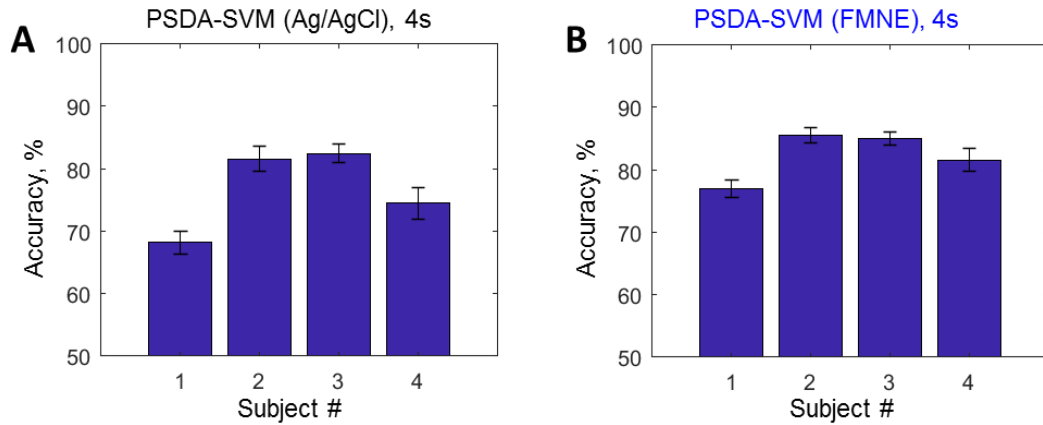 A
PSDA-SVM (Ag/AgCl), 4s
100
90
80
70
60
50
Accuracy, %
1 2 3 4
Subject #
B
PSDA-SVM (FMNE), 4s
100
90
80
70
60
50
Accuracy, %
1 2 3 4
Subject #